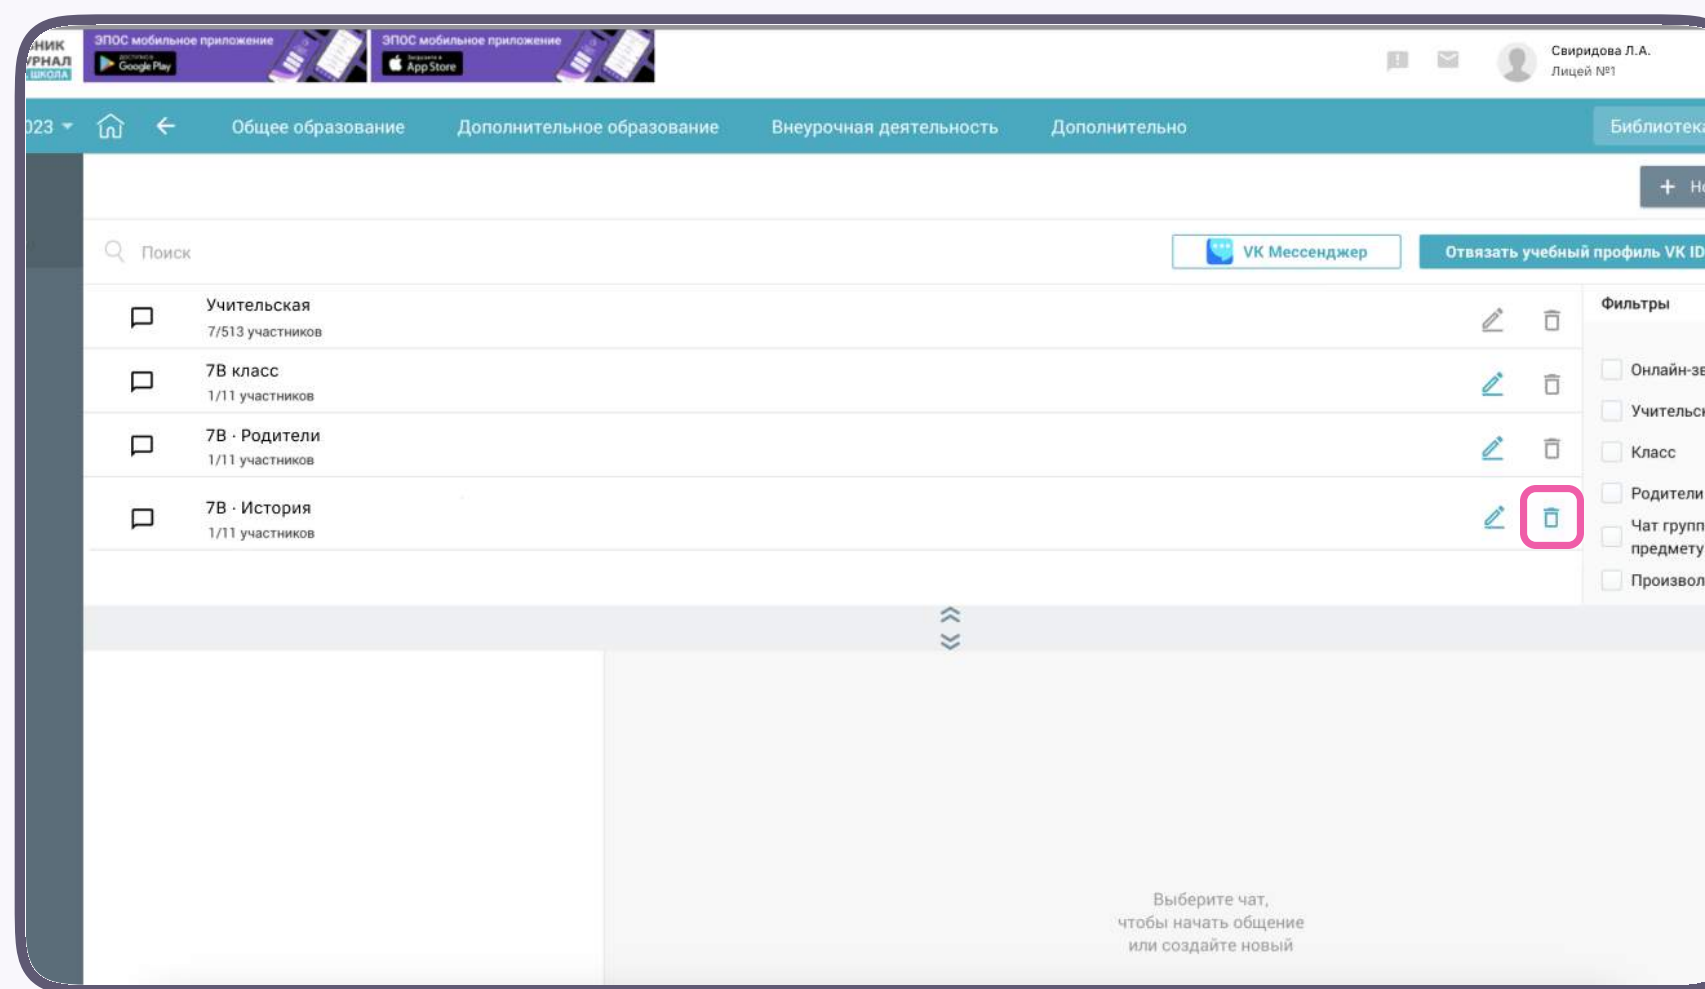 ЭПОС мобильное приложение
Google Play
ЭПОС мобильное приложение
Загрузите в
App Store
ШКОЛА
Свиридова Л.А.
Лицей №1
Общее образование
Дополнительное образование
Внеурочная деятельность
Дополнительно
Поиск
VK Мессенджер
Отвязать учебный профиль VK ID
Учительская
7/513 участников
7В класс
1/11 участников
7В · Родители
1/11 участников
7В · История
1/11 участников
Фильтры
Класс
Родители
предмету
Выберите чат,
чтобы начать общение
или создайте новый